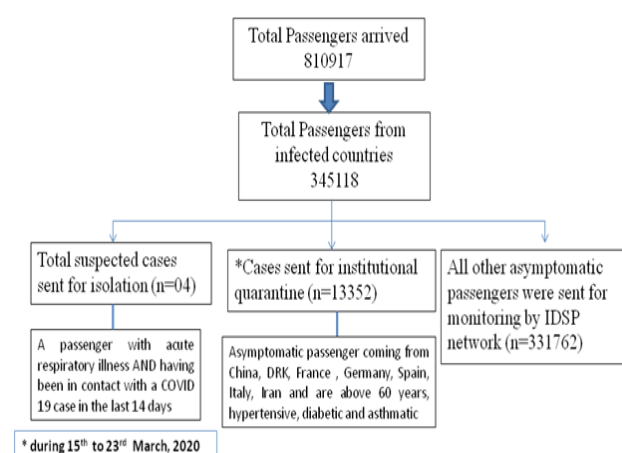 Total Passengers arrived
810917
Total Passengers from
infected countries
345118
Total suspected cases
sent for isolation (n=04)
*Cases sent for institutional
quarantine (n=13352)
All other asymptomatic
passengers were sent for
monitoring by IDSP
network (n=331762)
A passenger with acute
respiratory illness AND having
been in contact with a COVID
19 case in the last 14 days
Asymptomatic passenger coming from
China, DRK, France , Germany, Spain,
Italy, Iran and are above 60 years,
hypertensive, diabetic and asthmatic
* during 15th to 23rd March, 2020